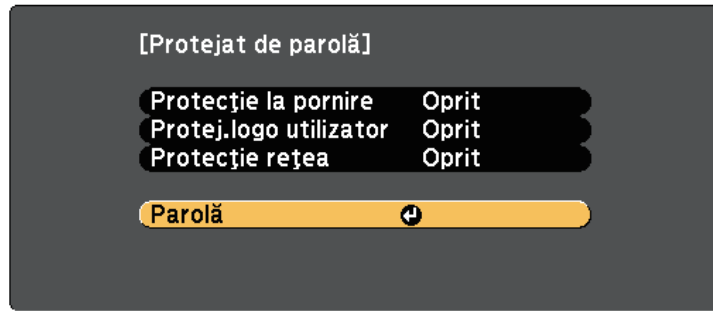 [Protejat de parolă]
Protecţie la pornire Oprit
Protej.logo utilizator Oprit
Protecţie reţea Oprit
Parolă